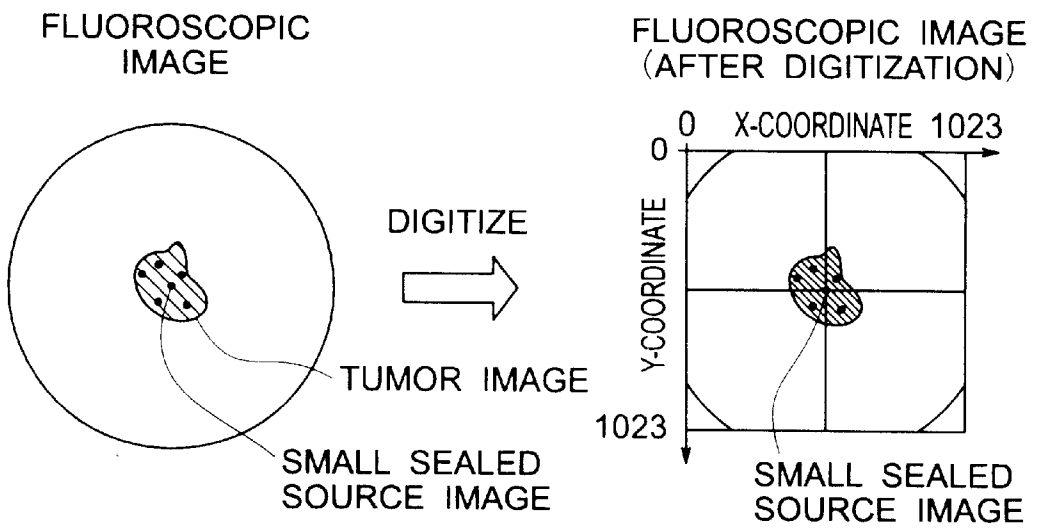 FLUOROSCOPIC
IMAGE
DIGITIZE
TUMOR IMAGE
SMALL SEALED
SOURCE IMAGE
FLUOROSCOPIC IMAGE
(AFTER DIGITIZATION)
0 X-COORDINATE 1023
0
Y-COORDINATE
1023
SMALL SEALED
SOURCE IMAGE